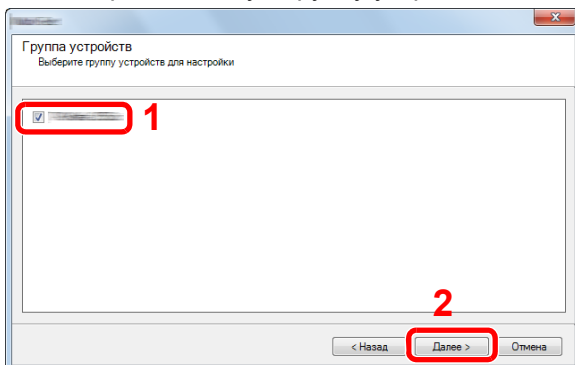 Группа устройств
Выберите группу устройств для настройки
1
2
< Назад
Далее >
Отмена